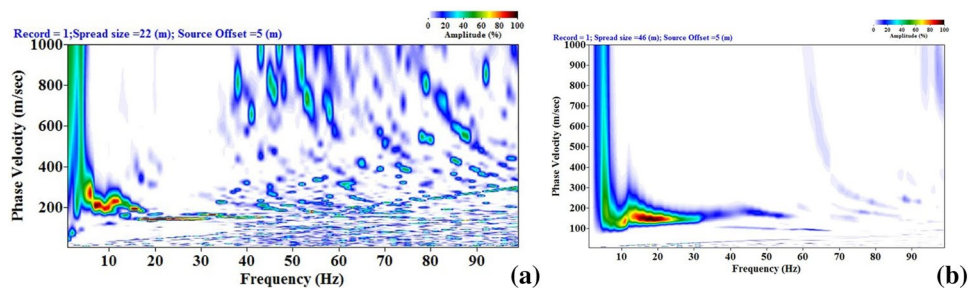 0 20 40 60 80 100
Amplitude (%)
Record = 1;Spread size =22 (m); Source Offset =5 (m)
Phase Velocity (m/sec)
1000
800
600
400
200
10 20 30 40 50 60 70 80 90
Frequency (Hz)
(a)
0 20 40 60 80 100
Amplitude (%)
Record = 1;Spread size =46 (m); Source Offset =5 (m)
Phase Velocity (m/sec)
1000
900
800
700
600
500
400
300
200
100
10 20 30 40 50 60 70 80 90
Frequency (Hz)
(b)